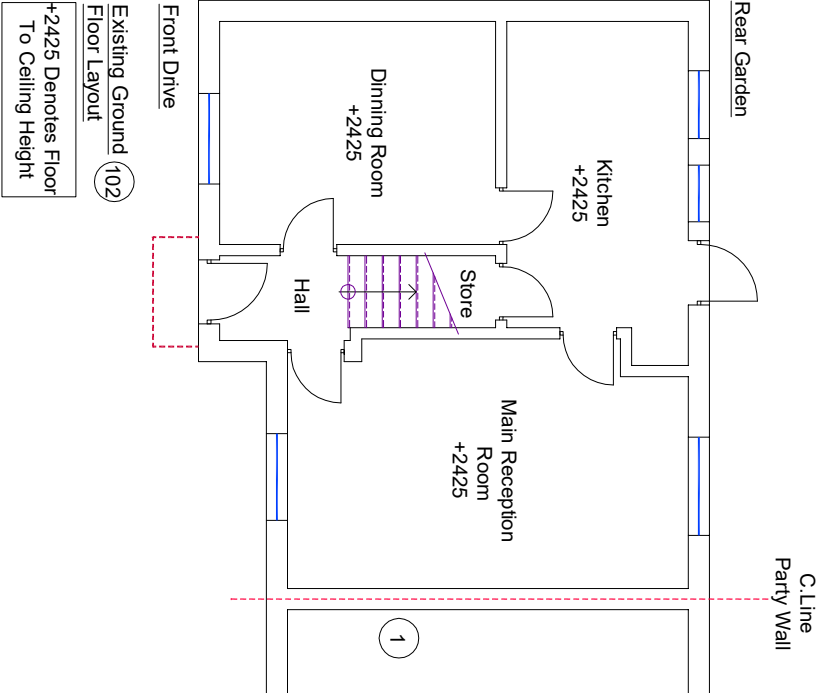 Rear Garden
C.Line
Party Wall
Kitchen
+2425
Dinning Room
+2425
Store
Hall
Main Reception
Room
+2425
1
Front Drive
Existing Ground
Floor Layout
102
+2425 Denotes Floor
To Ceiling Height